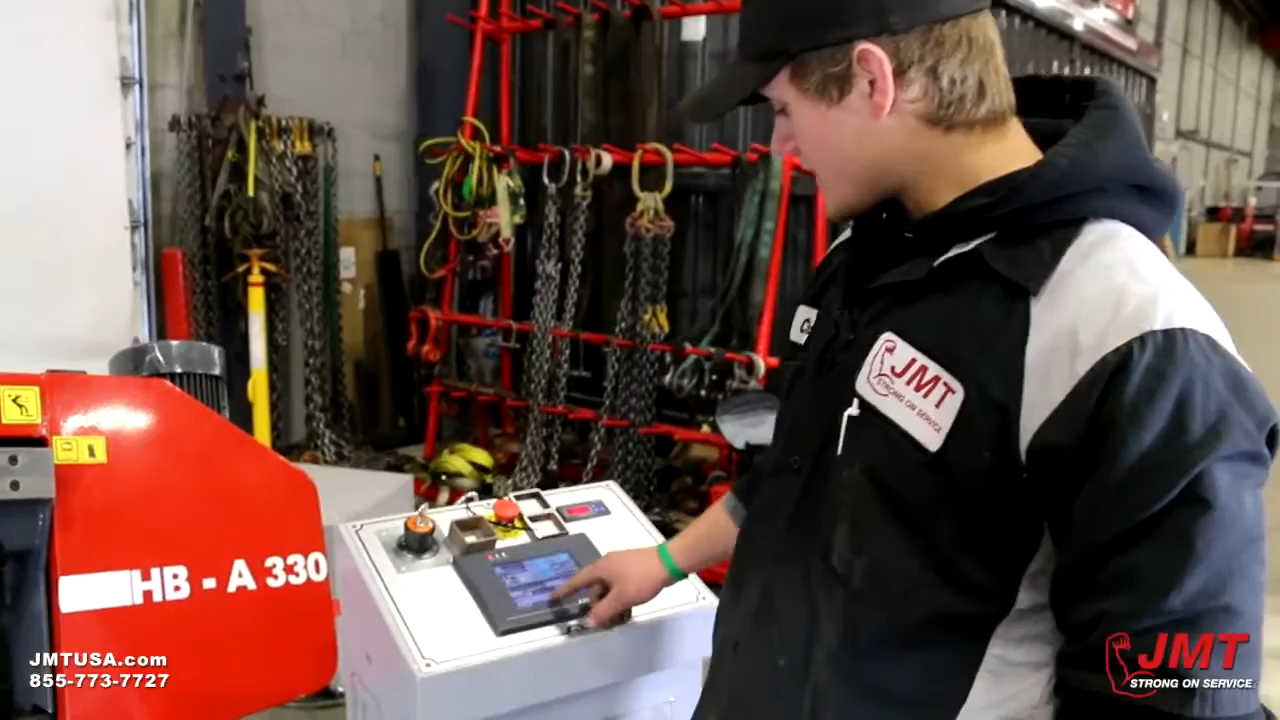 JMT
STRONG ON SERVICE
HB - A 330
JMTUSA.com
855-773-7727
JMT
STRONG ON SERVICE